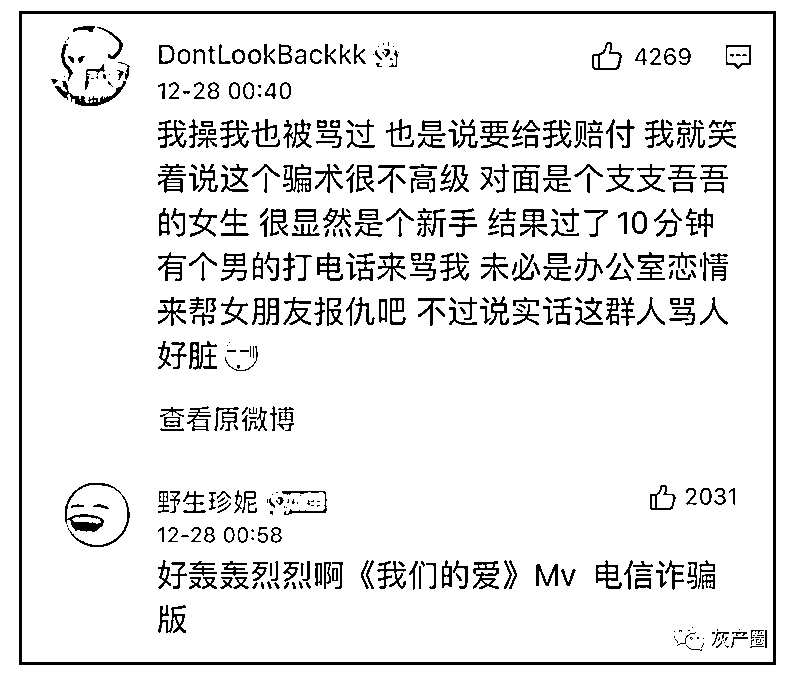 DontLookBackkk
4269
12-28 00:40
我操我也被骂过 也是说要给我赔付 我就笑
着说这个骗术很不高级 对面是个支支吾吾
的女生 很显然是个新手 结果过了10分钟
有个男的打电话来骂我 未必是办公室恋情
来帮女朋友报仇吧 不过说实话这群人骂人
好脏
查看原微博
野生珍妮
2031
12-28 00:58
好轰轰烈烈啊《我们的爱》Mv 电信诈骗
版
灰产圈